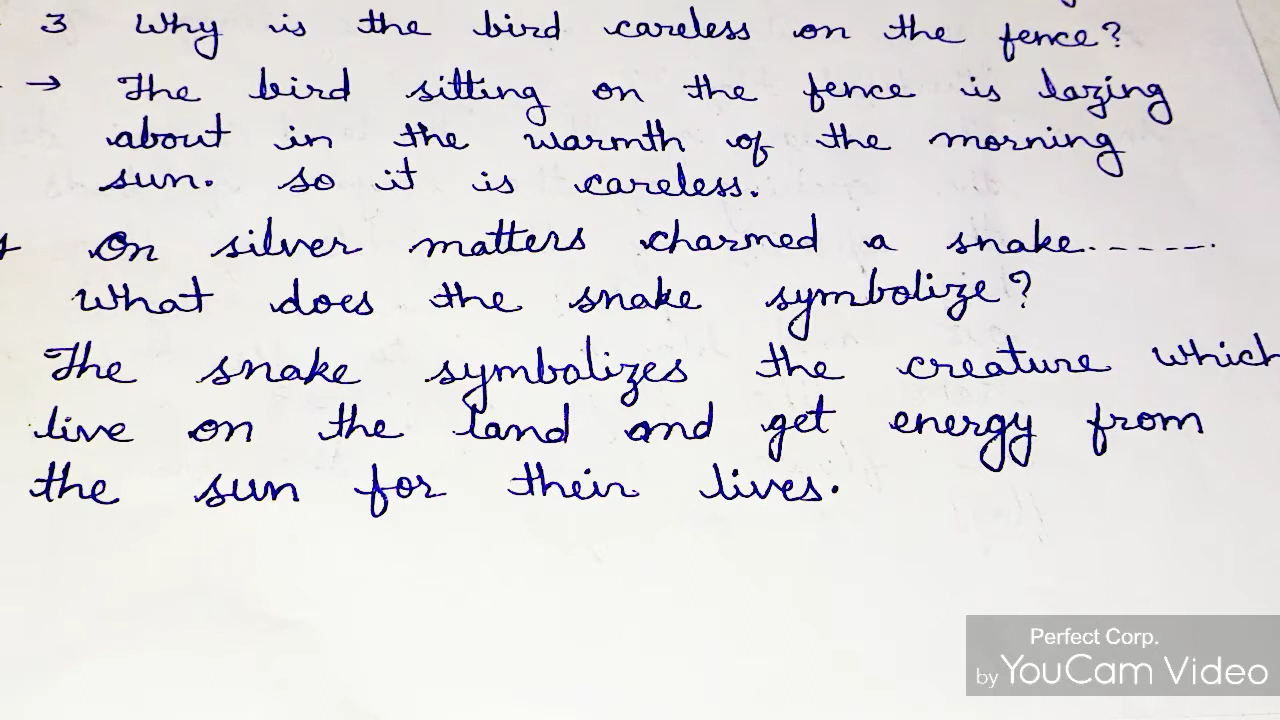 3 Why is the bird careless on the fence?
→ The bird sitting on the fence is lazing
about in the warmth of the morning
sun. so it is careless.
On silver matters charmed a snake.-----.
What does the snake symbolize?
The snake symbolizes the creature which
live on the land and get energy from
the sun for their lives.
Perfect Corp.
by YouCam Video